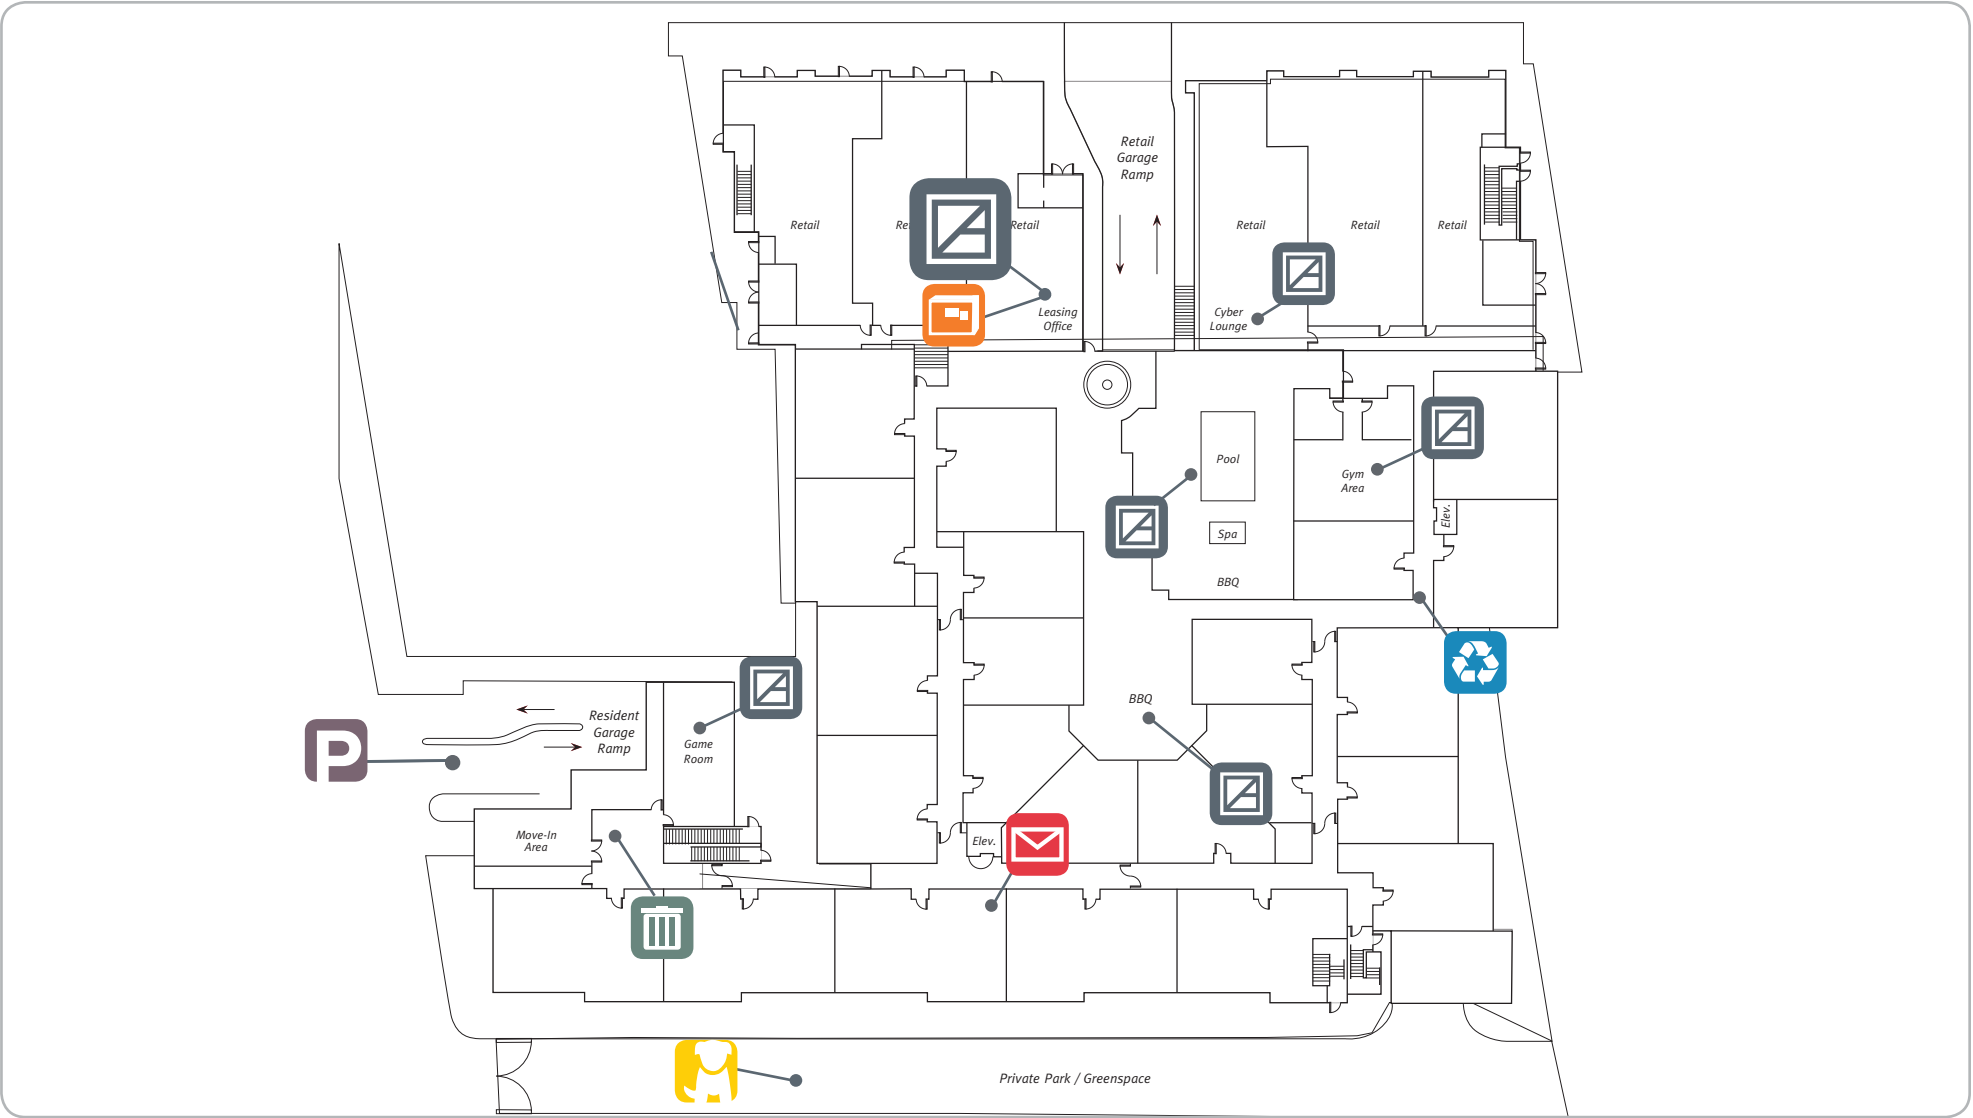 Retail
Garage
Ramp
Retail
Retail
Retail
Retail
Retail
Leasing
Office
Cyber
Lounge
Pool
Gym
Area
Elev.
Spa
BBQ
BBQ
Resident
Garage
Ramp
Game
Room
Move-In
Area
Elev.
P
Private Park / Greenspace